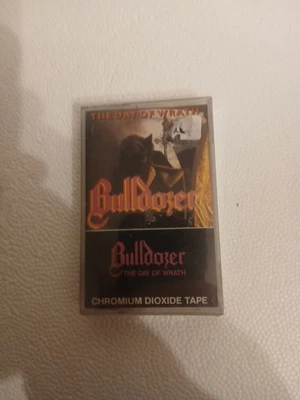 THE DAY OF WRATH
Bulldozer
Bulldozer
THE DAY OF WRATH
CHROMIUM DIOXIDE TAPE